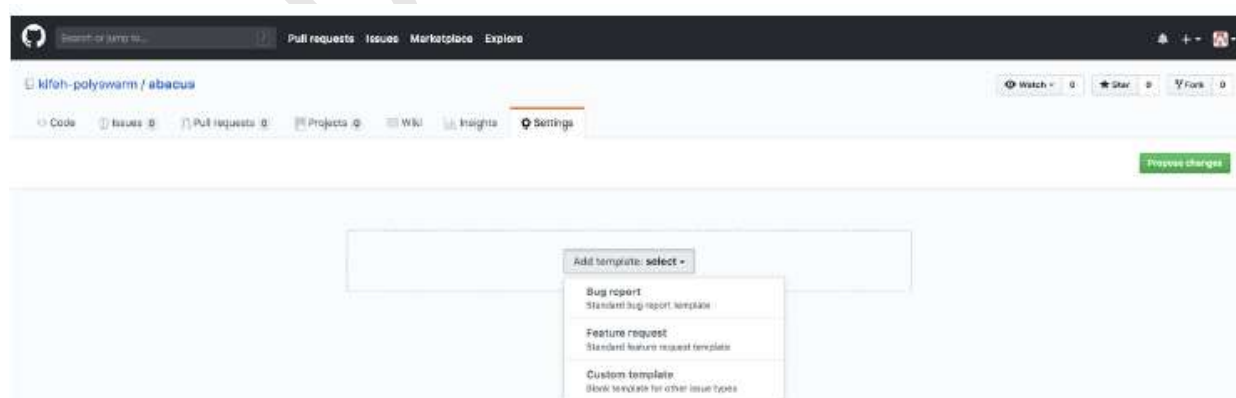 Search or jump to...
Pull requests Issues Marketplace Explore
kifeh-polyswarm / abacus
Watch 0 Star 0 Fork 0
Code Issues 0 Pull requests 0 Projects 0 Wiki Insights Settings
Propose changes
Add template: select
Bug report
Standard bug report template
Feature request
Standard feature request template
Custom template
Blank template for other issue types